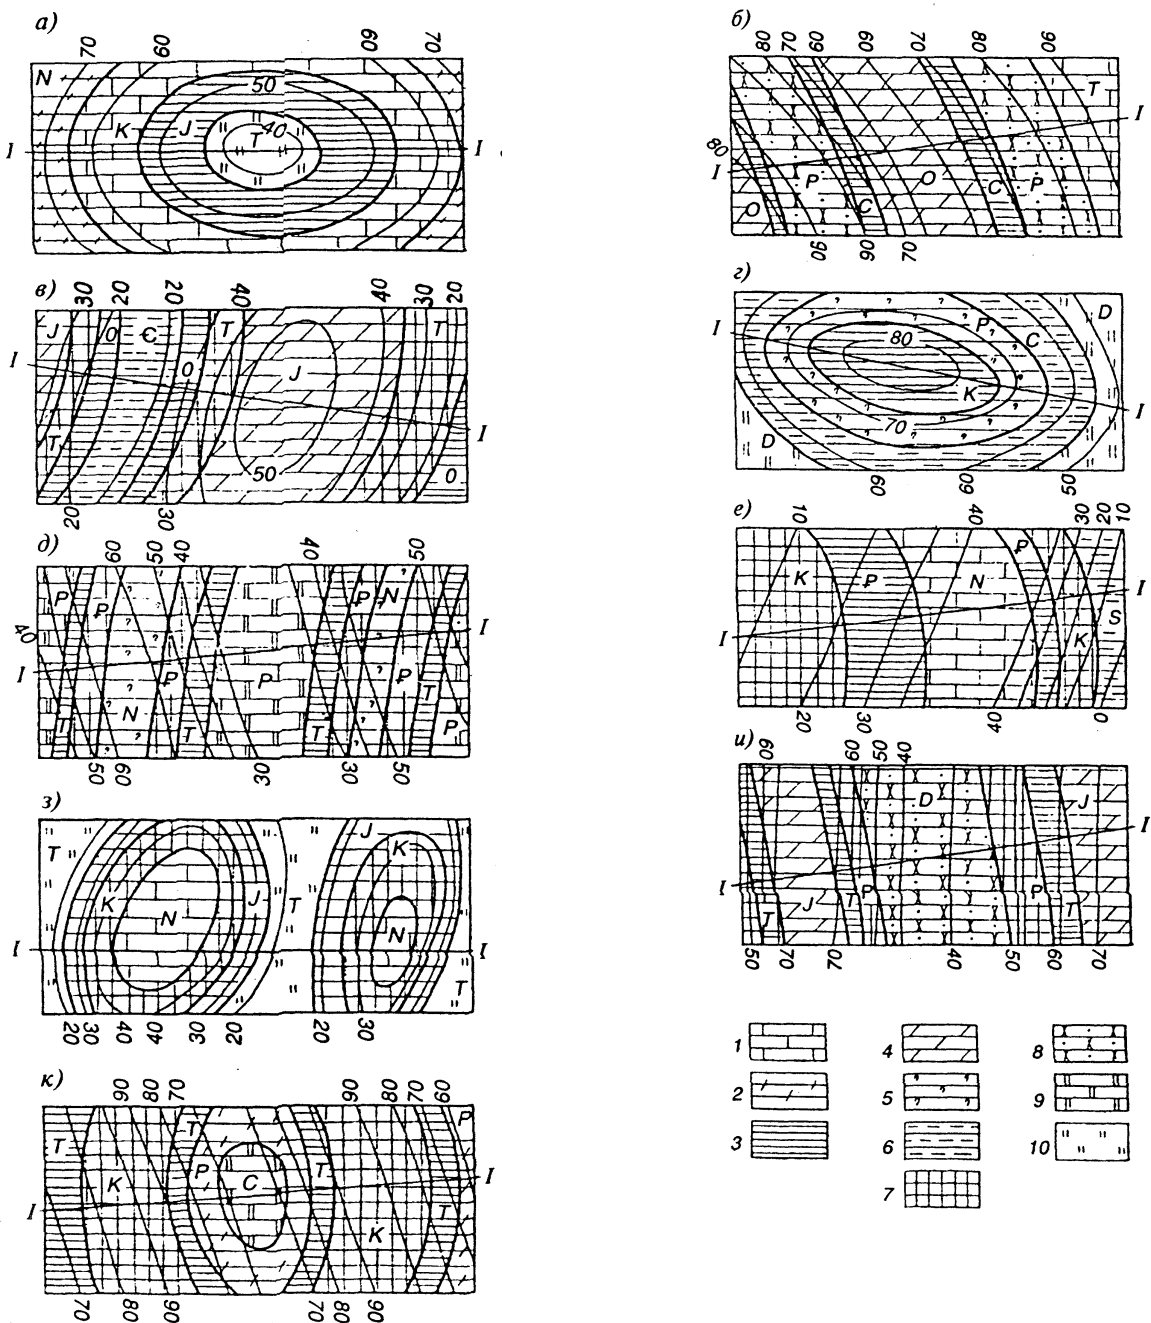 а)
70 60 60 70
N 50 K J 40 T
I I
б)
80 70 60 60 70 80 90
T
I I
80
O P C O C P
90 90 70
в)
30 20 20 40 40 30 20
J O Є T T
I I
O J
T 50 O
20 30
г)
D
I I
80 P C
K
70
D
60 60 50
д)
60 50 40 40 50
P P P N
40
I I
P P P T
N
T T T P
50 60 30 30 50
е)
10 40 30 20 10
P
K P N
I I
S
K
20 30 40 0
з)
J
T K
K J T
N N
I I
T
20 30 40 40 30 20 20 30
и)
60 60 50 40
D J
I I
T J T P P T
50 70 70 40 50 60 70
к)
90 80 70 90 80 70 60
P
T T
P T
K C
I I
T
K
70 80 90 70 80 90
1 4 8
2 5 9
3 6 10
7